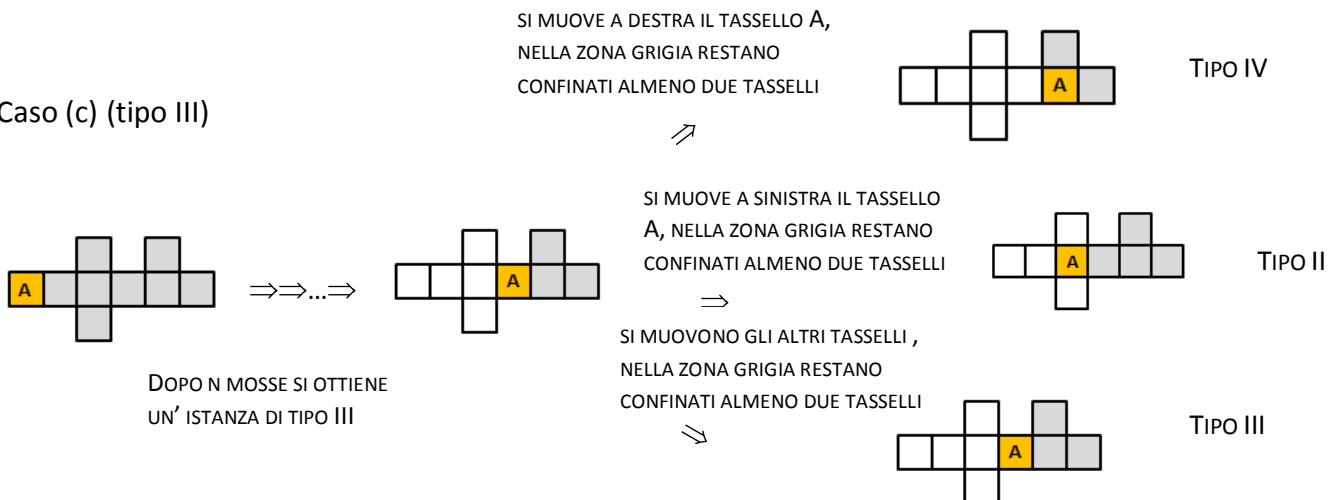 SI MUOVE A DESTRA IL TASSELLO A,
NELLA ZONA GRIGIA RESTANO
CONFINATI ALMENO DUE TASSELLI
A
TIPO IV
Caso (c) (tipo III)
SI MUOVE A SINISTRA IL TASSELLO
A, NELLA ZONA GRIGIA RESTANO
CONFINATI ALMENO DUE TASSELLI
A
TIPO II
A
⇒⇒...⇒
A
SI MUOVONO GLI ALTRI TASSELLI ,
NELLA ZONA GRIGIA RESTANO
CONFINATI ALMENO DUE TASSELLI
DOPO N MOSSE SI OTTIENE
UN' ISTANZA DI TIPO III
A
TIPO III